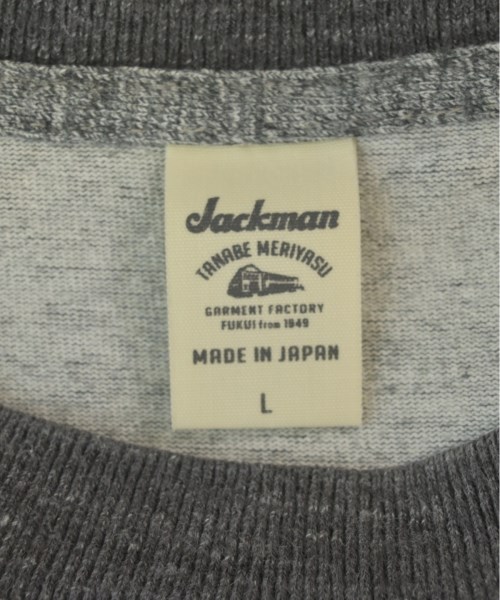 Jackman
TANABE MERIYASU
GARMENT FACTORY
FUKUI from 1949
MADE IN JAPAN
L